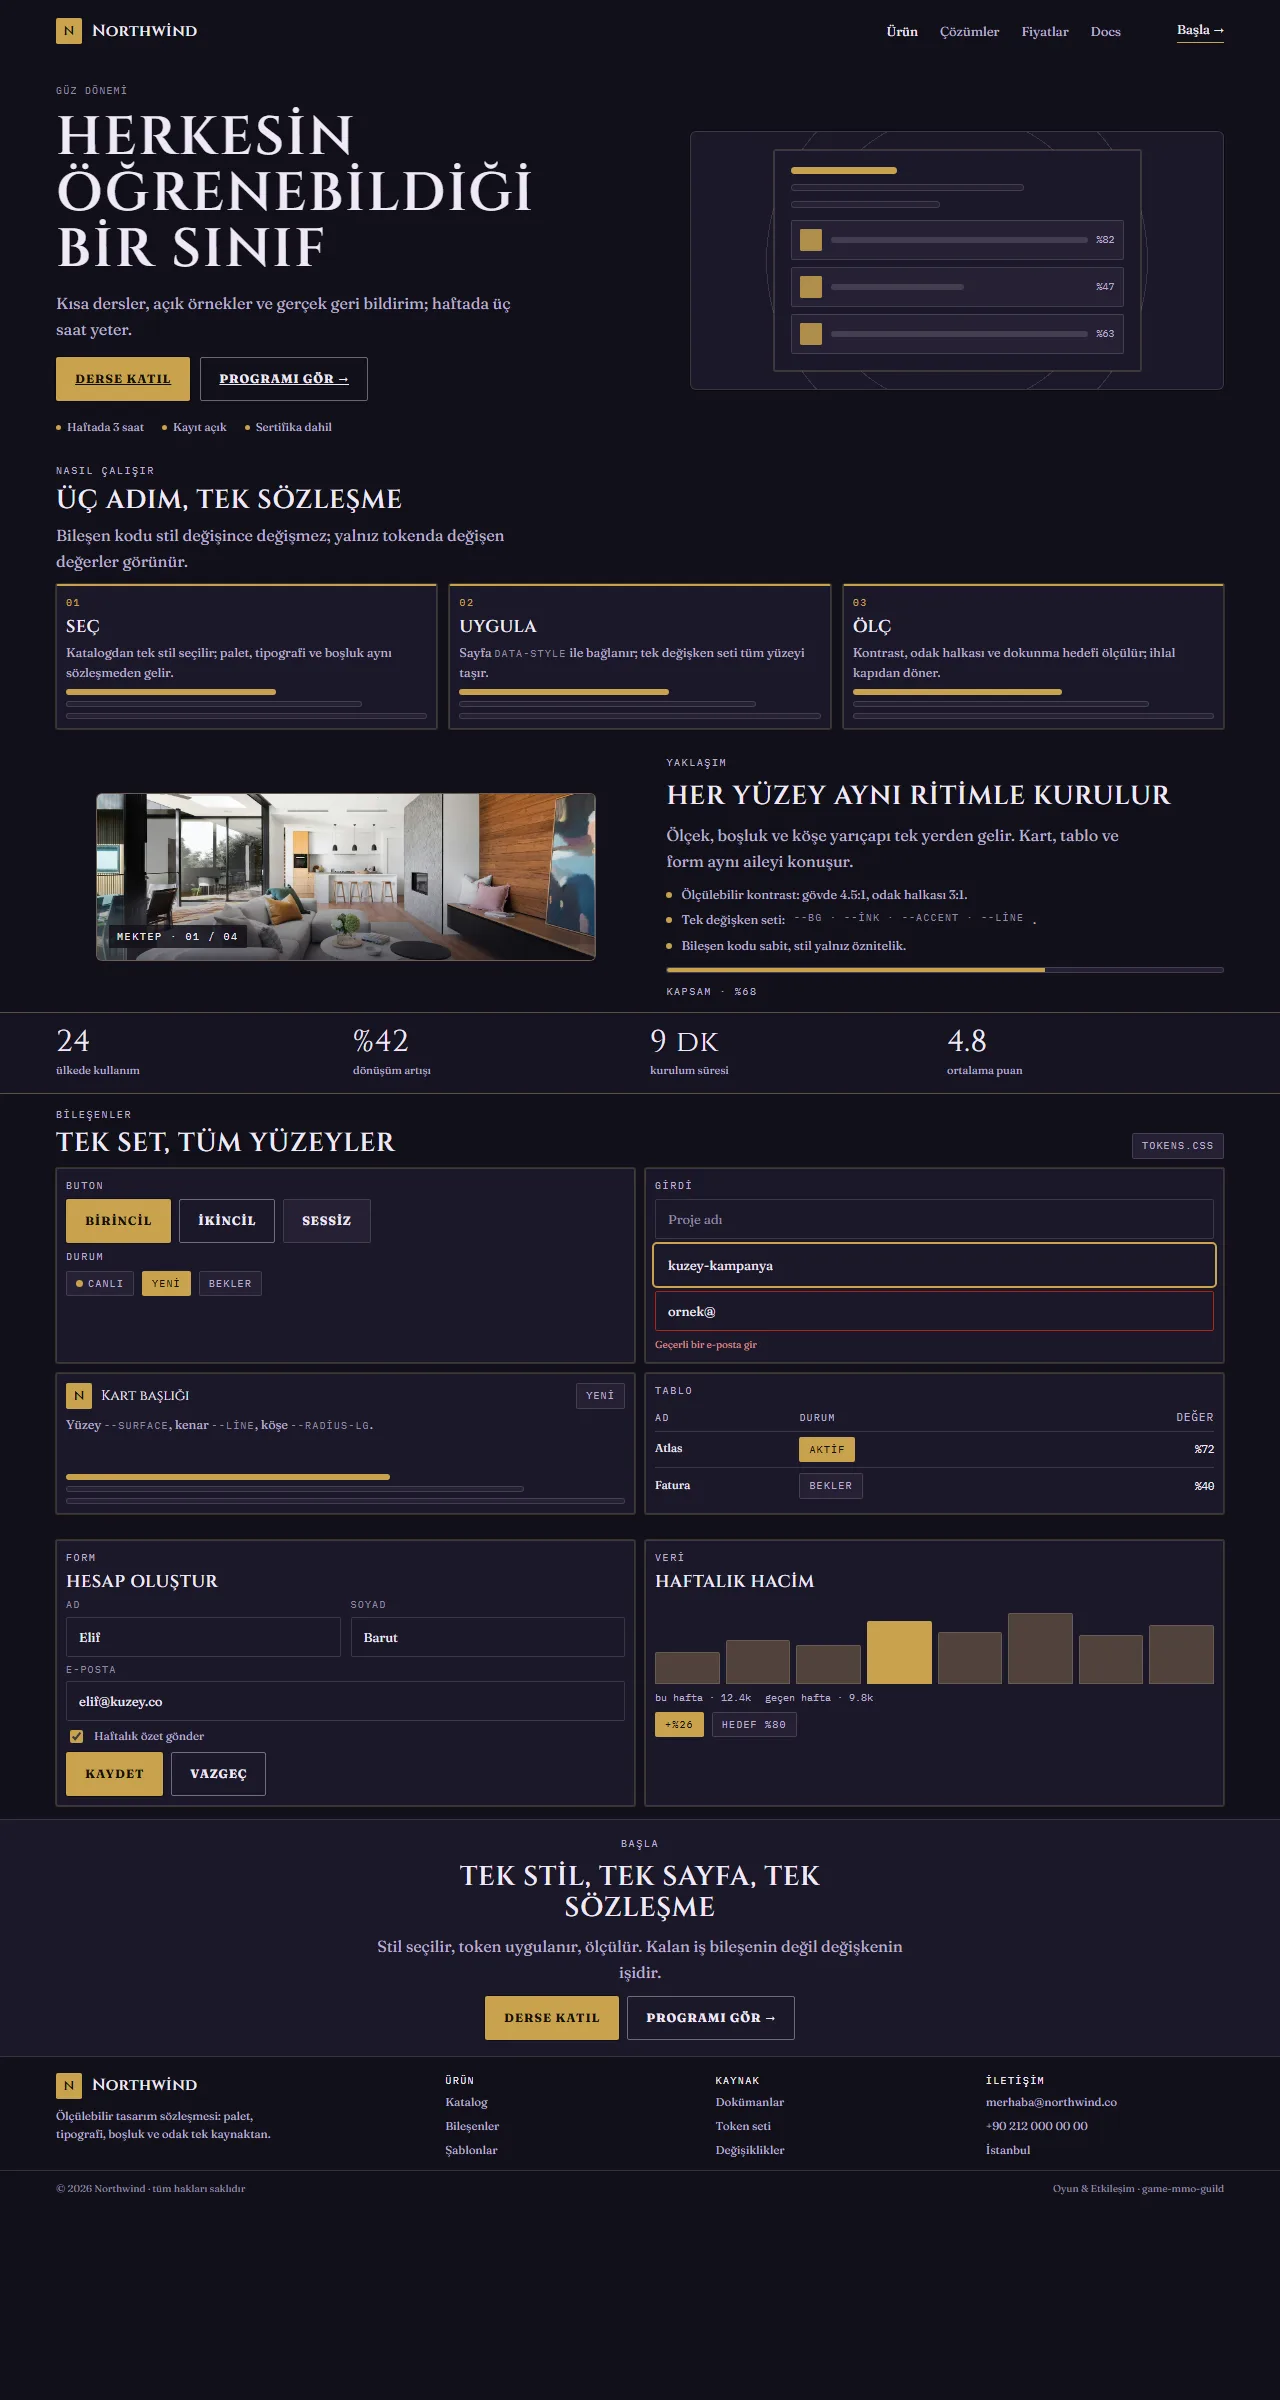 N Northwind
Ürün Çözümler Fiyatlar Docs Başla →
GÜZ DÖNEMİ
HERKESİN
ÖĞRENEBİLDİĞİ
BİR SINIF
Kısa dersler, açık örnekler ve gerçek geri bildirim; haftada üç
saat yeter.
DERSE KATIL PROGRAMI GÖR →
Haftada 3 saat Kayıt açık Sertifika dahil
%82
%47
%63
NASIL ÇALIŞIR
ÜÇ ADIM, TEK SÖZLEŞME
Bileşen kodu stil değişince değişmez; yalnız tokenda değişen
değerler görünür.
01
SEÇ
Katalogdan tek stil seçilir; palet, tipografi ve boşluk aynı
sözleşmeden gelir.
02
UYGULA
Sayfa DATA-STYLE ile bağlanır; tek değişken seti tüm yüzeyi
taşır.
03
ÖLÇ
Kontrast, odak halkası ve dokunma hedefi ölçülür; ihlal
kapıdan döner.
MEKTEP · 01 / 04
YAKLAŞIM
HER YÜZEY AYNI RİTİMLE KURULUR
Ölçek, boşluk ve köşe yarıçapı tek yerden gelir. Kart, tablo ve
form aynı aileyi konuşur.
Ölçülebilir kontrast: gövde 4.5:1, odak halkası 3:1.
Tek değişken seti: --BG · --İNK · --ACCENT · --LİNE .
Bileşen kodu sabit, stil yalnız öznitelik.
KAPSAM · %68
24
ülkede kullanım
%42
dönüşüm artışı
9 DK
kurulum süresi
4.8
ortalama puan
BİLEŞENLER
TEK SET, TÜM YÜZEYLER
TOKENS.CSS
BUTON
BİRİNCİL İKİNCİL SESSİZ
DURUM
CANLI YENİ BEKLER
GİRDİ
Proje adı
kuzey-kampanya
ornek@
Geçerli bir e-posta gir
N Kart başlığı YENİ
Yüzey --SURFACE, kenar --LİNE, köşe --RADİUS-LG.
TABLO
AD DURUM DEĞER
Atlas AKTİF %72
Fatura BEKLER %40
FORM
HESAP OLUŞTUR
AD SOYAD
Elif Barut
E-POSTA
elif@kuzey.co
Haftalık özet gönder
KAYDET VAZGEÇ
VERİ
HAFTALIK HACİM
bu hafta · 12.4k geçen hafta · 9.8k
+%26 HEDEF %80
BAŞLA
TEK STİL, TEK SAYFA, TEK
SÖZLEŞME
Stil seçilir, token uygulanır, ölçülür. Kalan iş bileşenin değil değişkenin
işidir.
DERSE KATIL PROGRAMI GÖR →
N Northwind
Ölçülebilir tasarım sözleşmesi: palet,
tipografi, boşluk ve odak tek kaynaktan.
ÜRÜN
Katalog
Bileşenler
Şablonlar
KAYNAK
Dokümanlar
Token seti
Değişiklikler
İLETİŞİM
merhaba@northwind.co
+90 212 000 00 00
İstanbul
© 2026 Northwind · tüm hakları saklıdır
Oyun & Etkileşim · game-mmo-guild